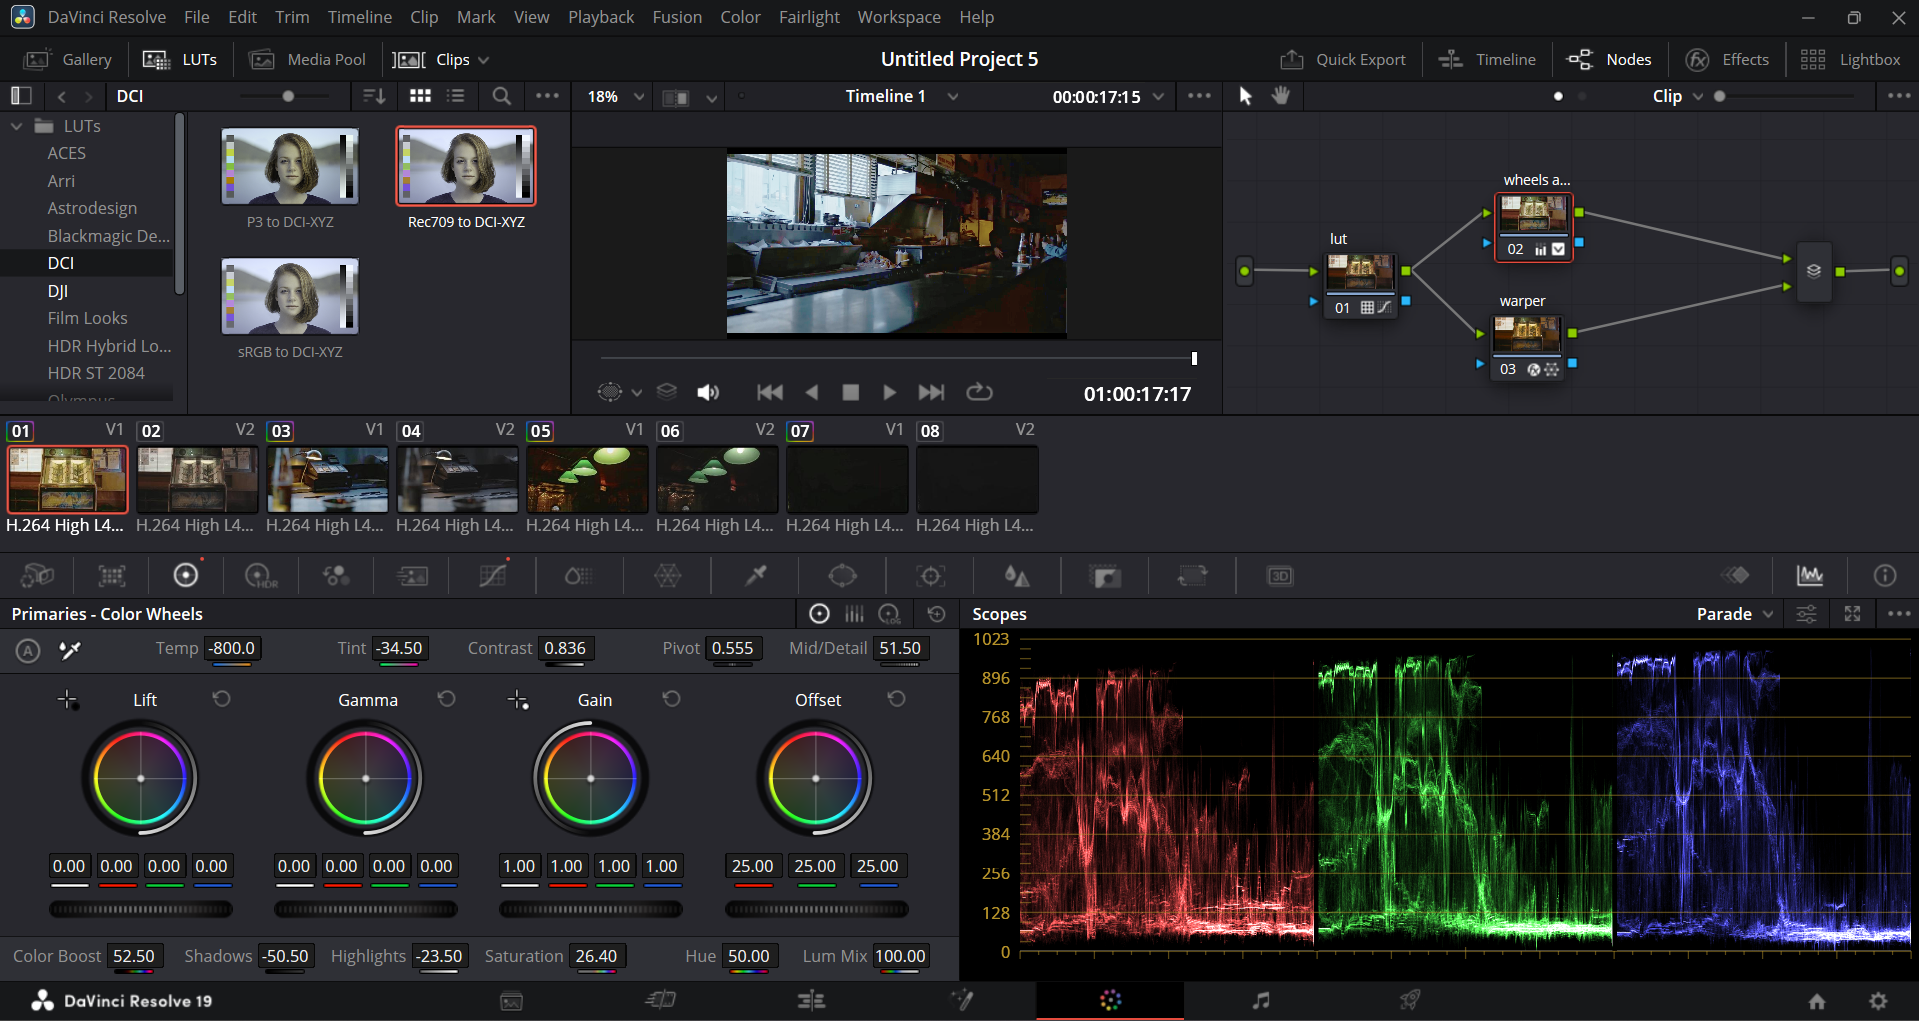 DaVinci Resolve File Edit Trim Timeline Clip Mark View Playback Fusion Color Fairlight Workspace Help
Gallery LUTs Media Pool Clips Untitled Project 5 Quick Export Timeline Nodes Effects Lightbox
DCI 18% Timeline 1 00:00:17:15 Clip
LUTs
ACES
Arri
Astrodesign
Blackmagic De...
DCI
DJI
Film Looks
HDR Hybrid Lo...
HDR ST 2084
Olympus
P3 to DCI-XYZ
Rec709 to DCI-XYZ
sRGB to DCI-XYZ
01:00:17:17
lut
01
wheels a...
02
warper
03
01 V1 02 V2 03 V1 04 V2 05 V1 06 V2 07 V1 08 V2
H.264 High L4... H.264 High L4... H.264 High L4... H.264 High L4... H.264 High L4... H.264 High L4... H.264 High L4... H.264 High L4...
HDR 3D
Primaries - Color Wheels LOG
A Temp -800.0 Tint -34.50 Contrast 0.836 Pivot 0.555 Mid/Detail 51.50
Lift Gamma Gain Offset
0.00 0.00 0.00 0.00 0.00 0.00 0.00 0.00 1.00 1.00 1.00 1.00 25.00 25.00 25.00
Color Boost 52.50 Shadows -50.50 Highlights -23.50 Saturation 26.40 Hue 50.00 Lum Mix 100.00
Scopes Parade
1023
896
768
640
512
384
256
128
0
DaVinci Resolve 19